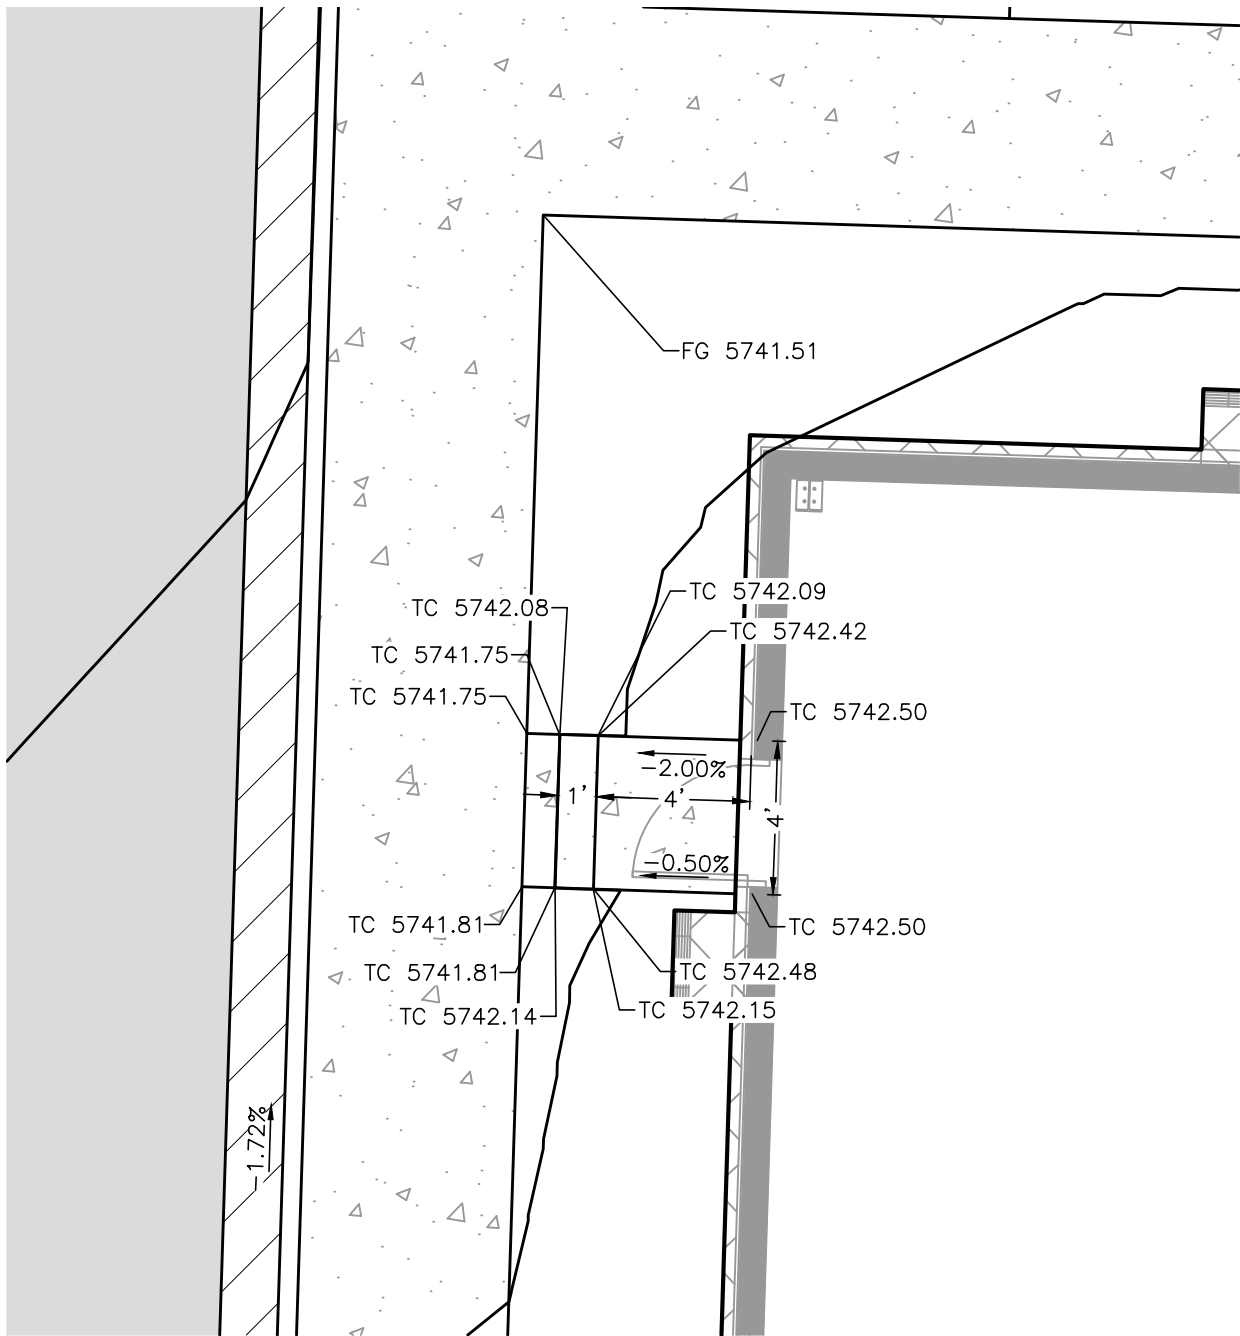 FG 5741.51
TC 5742.09
TC 5742.08
TC 5742.42
TC 5741.75
TC 5741.75
TC 5742.50
-2.00%
1'
4'
4'
-0.50%
TC 5741.81
TC 5742.50
TC 5741.81
TC 5742.48
TC 5742.14
TC 5742.15
-1.72%